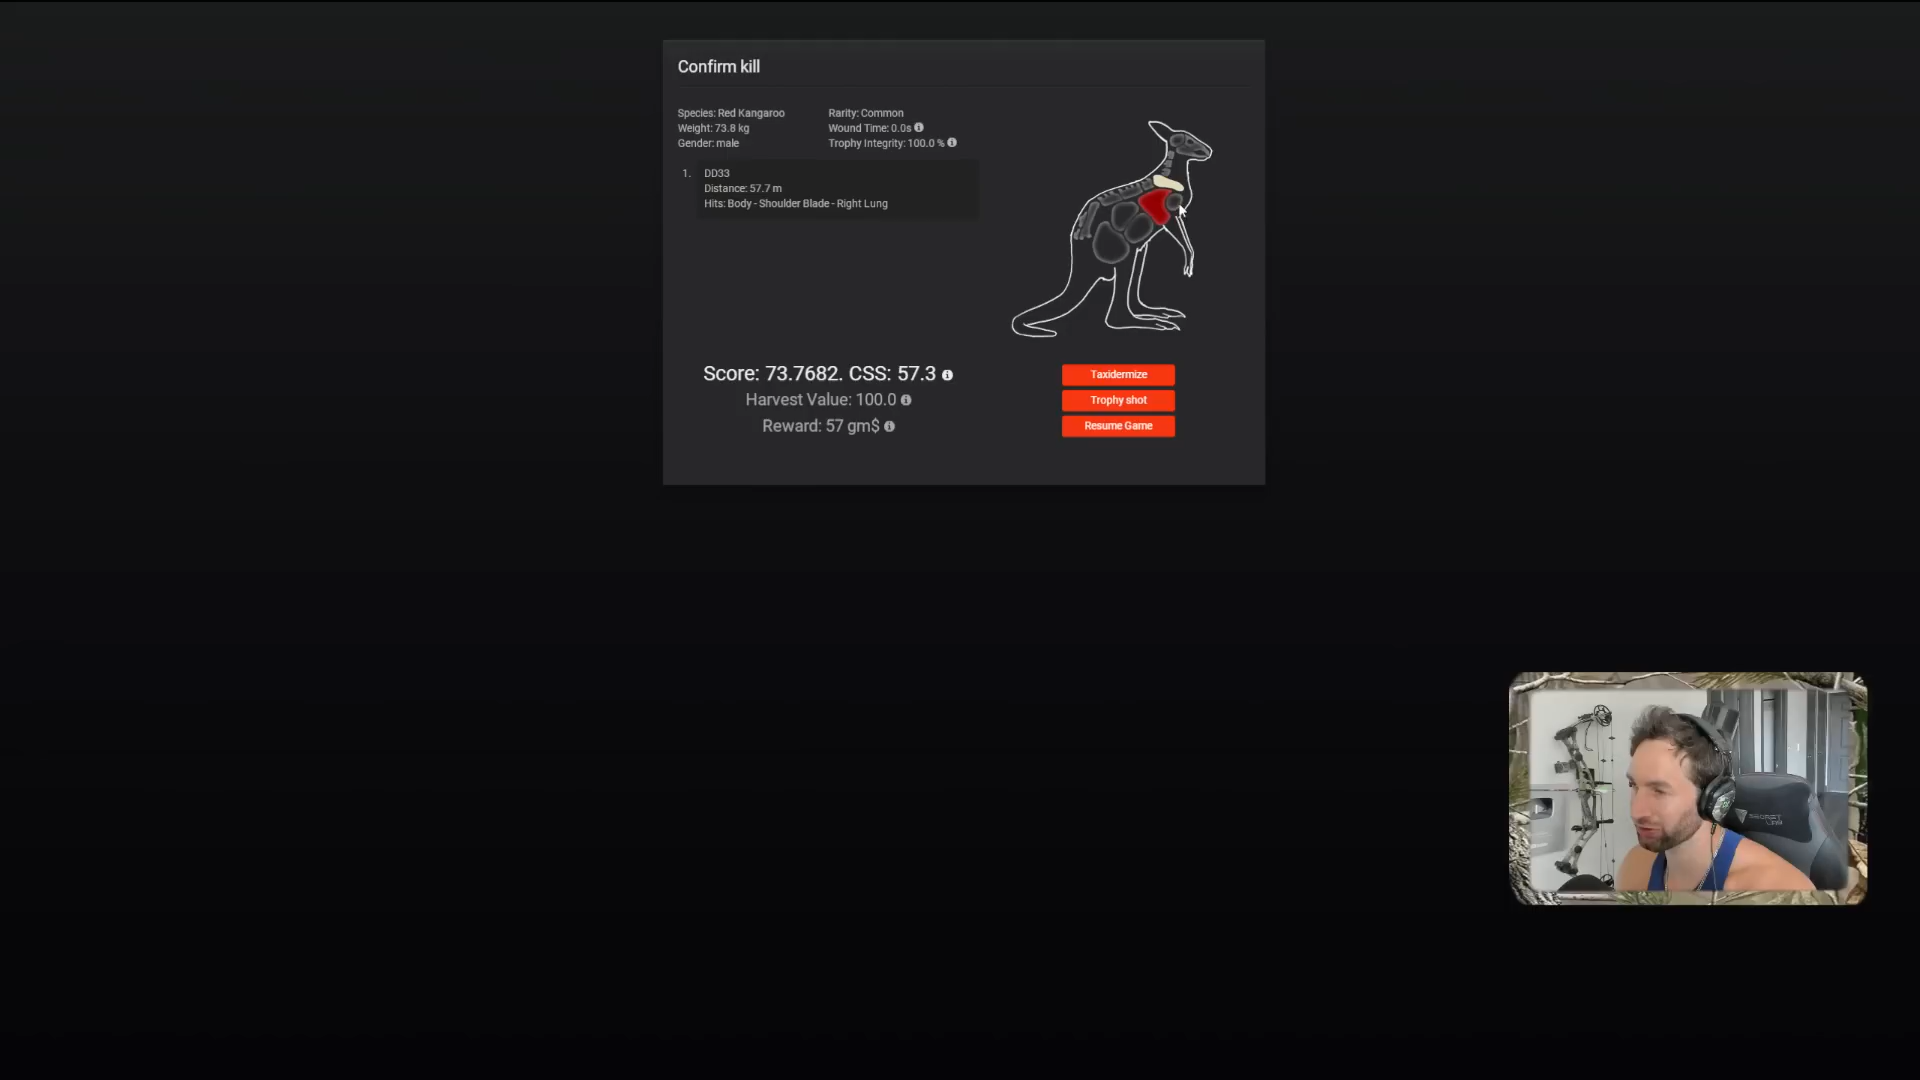 Confirm kill
Species: Red Kangaroo
Weight: 73.8 kg
Gender: male
Rarity: Common
Wound Time: 0.0s
Trophy Integrity: 100.0 %
1.
DD33
Distance: 57.7 m
Hits: Body - Shoulder Blade - Right Lung
Score: 73.7682. CSS: 57.3
Harvest Value: 100.0
Reward: 57 gm$
Taxidermize
Trophy shot
Resume Game
SECRET
LAB